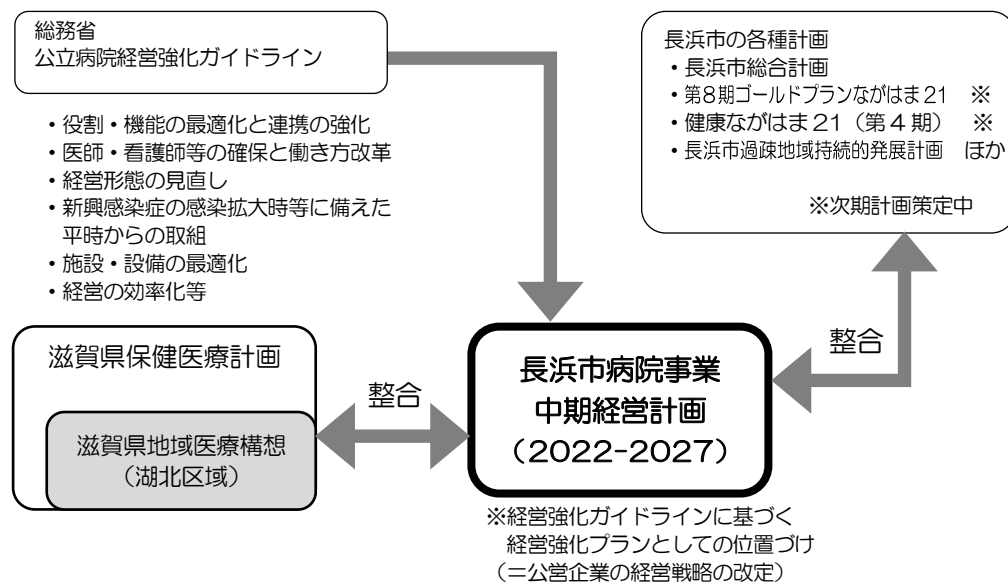 総務省
公立病院経営強化ガイドライン
・役割・機能の最適化と連携の強化
・医師・看護師等の確保と働き方改革
・経営形態の見直し
・新興感染症の感染拡大時等に備えた
平時からの取組
・施設・設備の最適化
・経営の効率化等
長浜市の各種計画
・長浜市総合計画
・第8期ゴールドプランながはま21　※
・健康ながはま21（第4期）　※
・長浜市過疎地域持続的発展計画　ほか
※次期計画策定中
滋賀県保健医療計画
滋賀県地域医療構想
（湖北区域）
整合
長浜市病院事業
中期経営計画
（2022-2027）
整合
※経営強化ガイドラインに基づく
経営強化プランとしての位置づけ
（＝公営企業の経営戦略の改定）